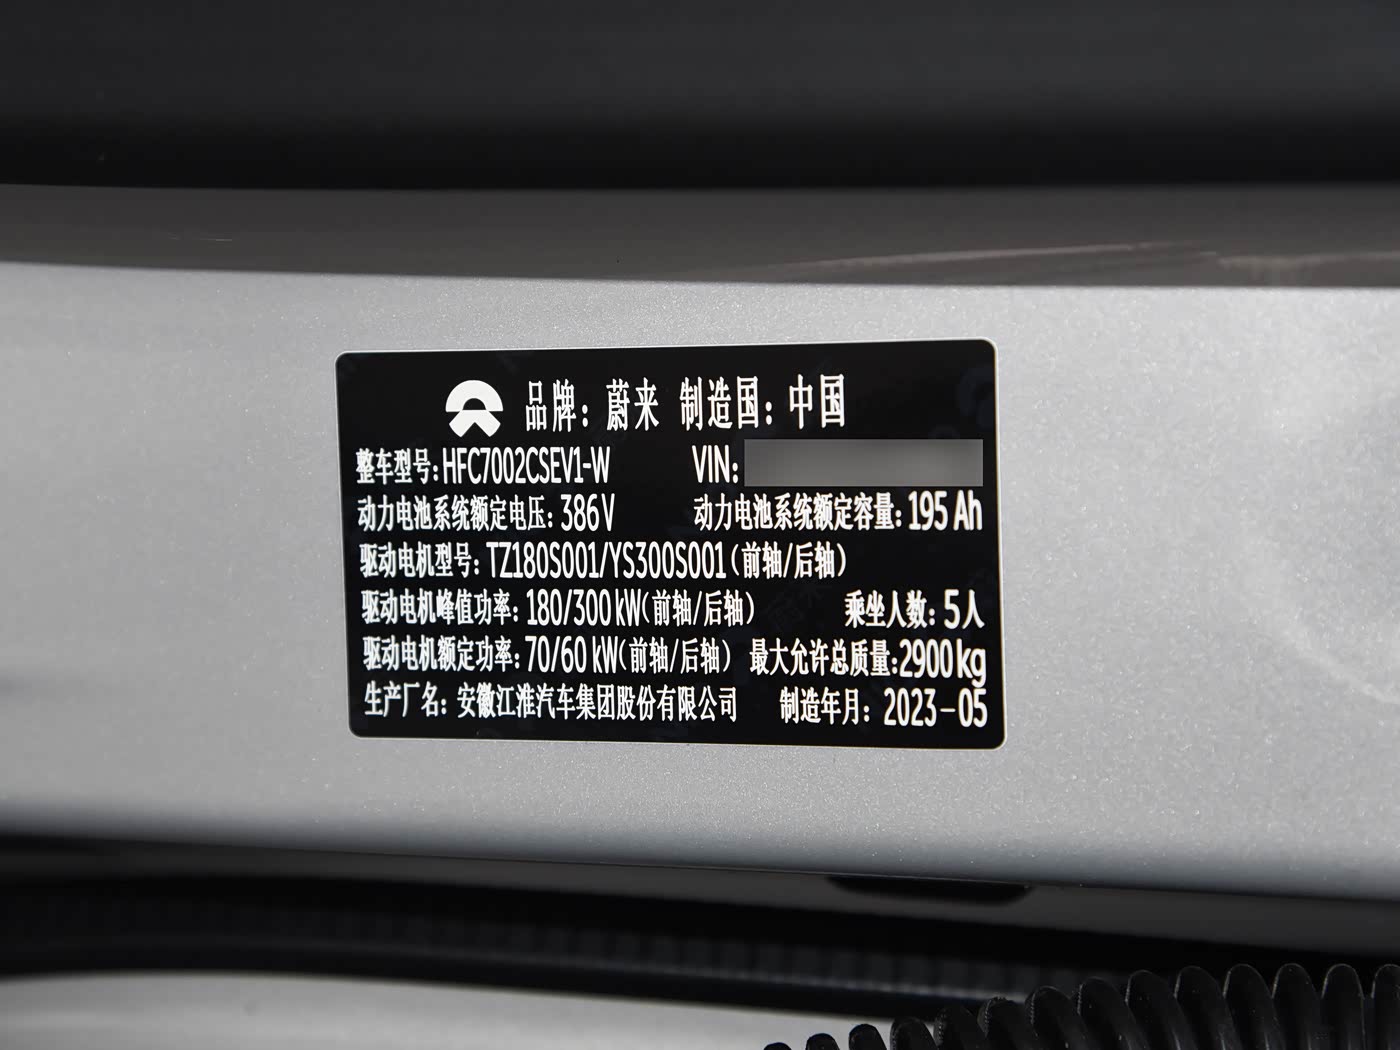 品牌：蔚来 制造国：中国
整车型号:HFC7002CSEV1-W VIN:
动力电池系统额定电压: 386V 动力电池系统额定容量: 195 Ah
驱动电机型号: TZ180S001/YS300S001(前轴/后轴)
驱动电机峰值功率: 180/300 kW(前轴/后轴) 乘坐人数: 5人
驱动电机额定功率: 70/60 kW(前轴/后轴) 最大允许总质量:2900kg
生产厂名: 安徽江淮汽车集团股份有限公司 制造年月: 2023-05